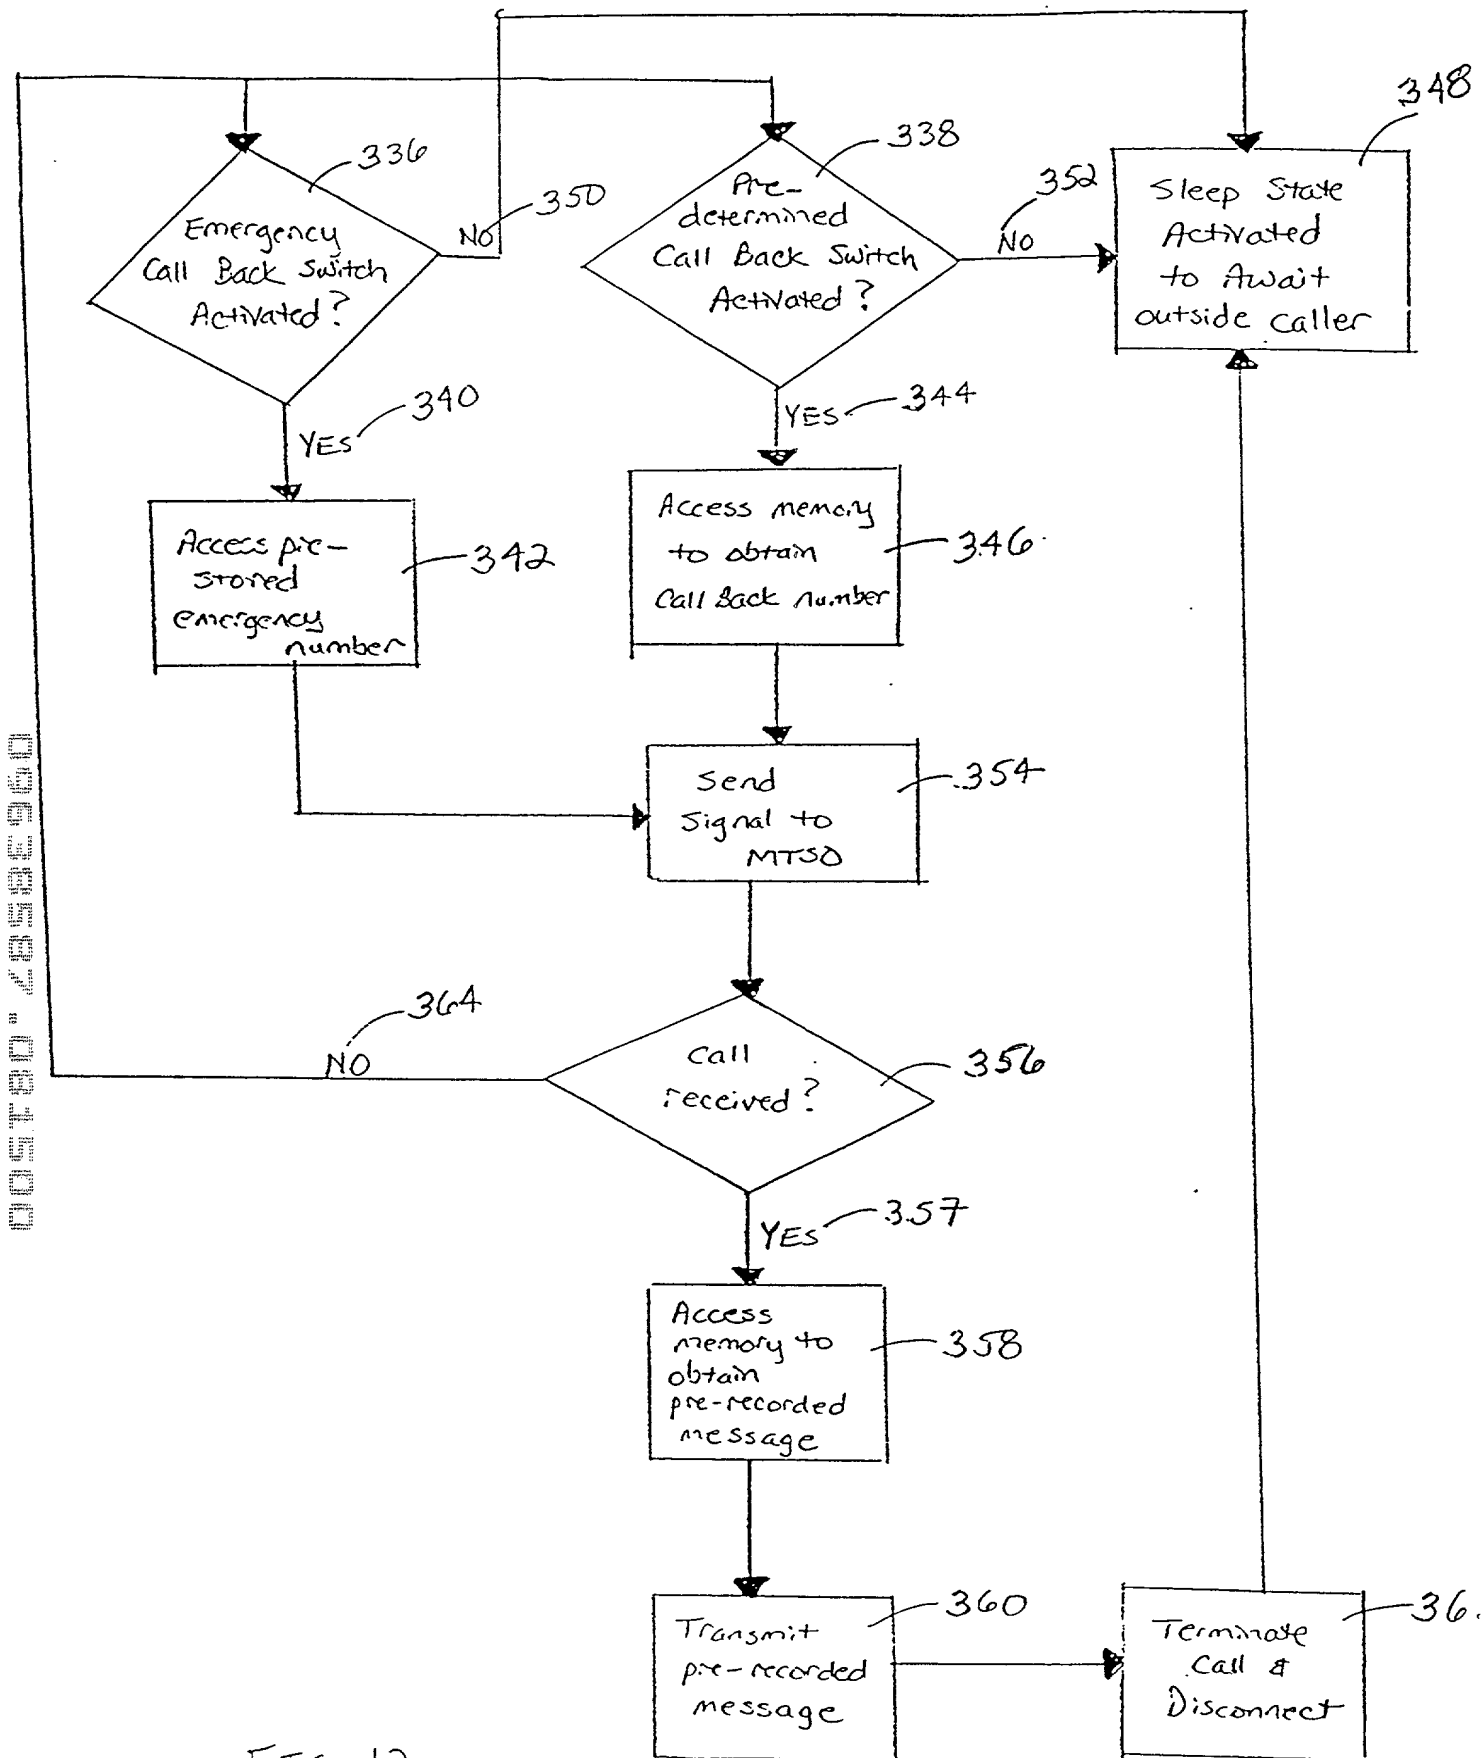 348
336
338
350
352
NO
NO
Emergency
Call Back Switch
Activated?
Pre-
determined
Call Back Switch
Activated?
Sleep State
Activated
to Await
outside caller
340
YES
344
YES
Access pre-
stored
emergency
number
342
Access memory
to obtain
Call Back number
346
Send
Signal to
MTSO
354
364
NO
Call
received?
356
357
YES
Access
memory to
obtain
pre-recorded
message
358
Transmit
pre-recorded
message
360
Terminate
Call &
Disconnect
09638587.081500